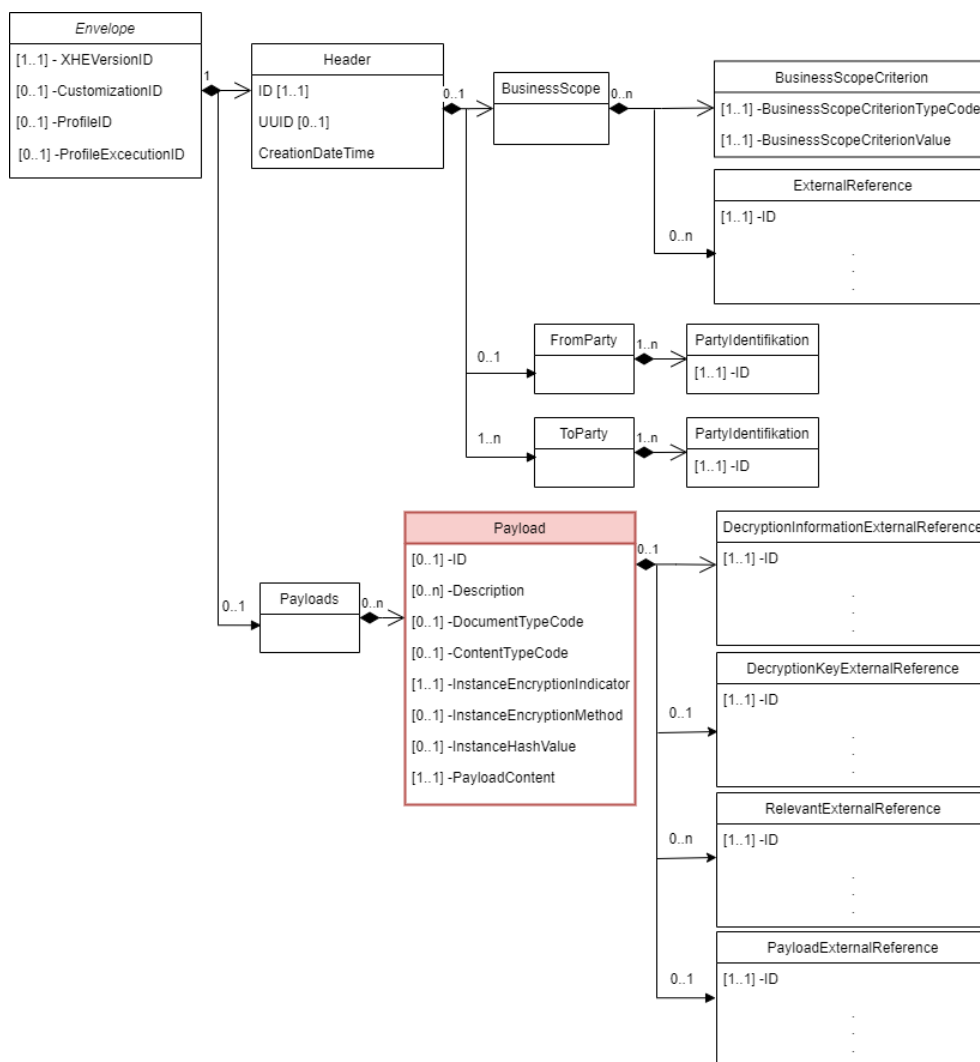 Envelope
[1..1] - XHEVersionID
[0..1] -CustomizationID
[0..1] -ProfileID
[0..1] -ProfileExcecutionID
1
Header
ID [1..1]
UUID [0..1]
CreationDateTime
0..1
BusinessScope
0..n
BusinessScopeCriterion
[1..1] -BusinessScopeCriterionTypeCode
[1..1] -BusinessScopeCriterionValue
0..n
ExternalReference
[1..1] -ID
.
.
.
0..1
FromParty
1..n
PartyIdentifikation
[1..1] -ID
1..n
ToParty
1..n
PartyIdentifikation
[1..1] -ID
0..1
Payloads
0..n
Payload
[0..1] -ID
[0..n] -Description
[0..1] -DocumentTypeCode
[0..1] -ContentTypeCode
[1..1] -InstanceEncryptionIndicator
[0..1] -InstanceEncryptionMethod
[0..1] -InstanceHashValue
[1..1] -PayloadContent
0..1
DecryptionInformationExternalReference
[1..1] -ID
.
.
.
0..1
DecryptionKeyExternalReference
[1..1] -ID
.
.
.
0..n
RelevantExternalReference
[1..1] -ID
.
.
.
0..1
PayloadExternalReference
[1..1] -ID
.
.
.